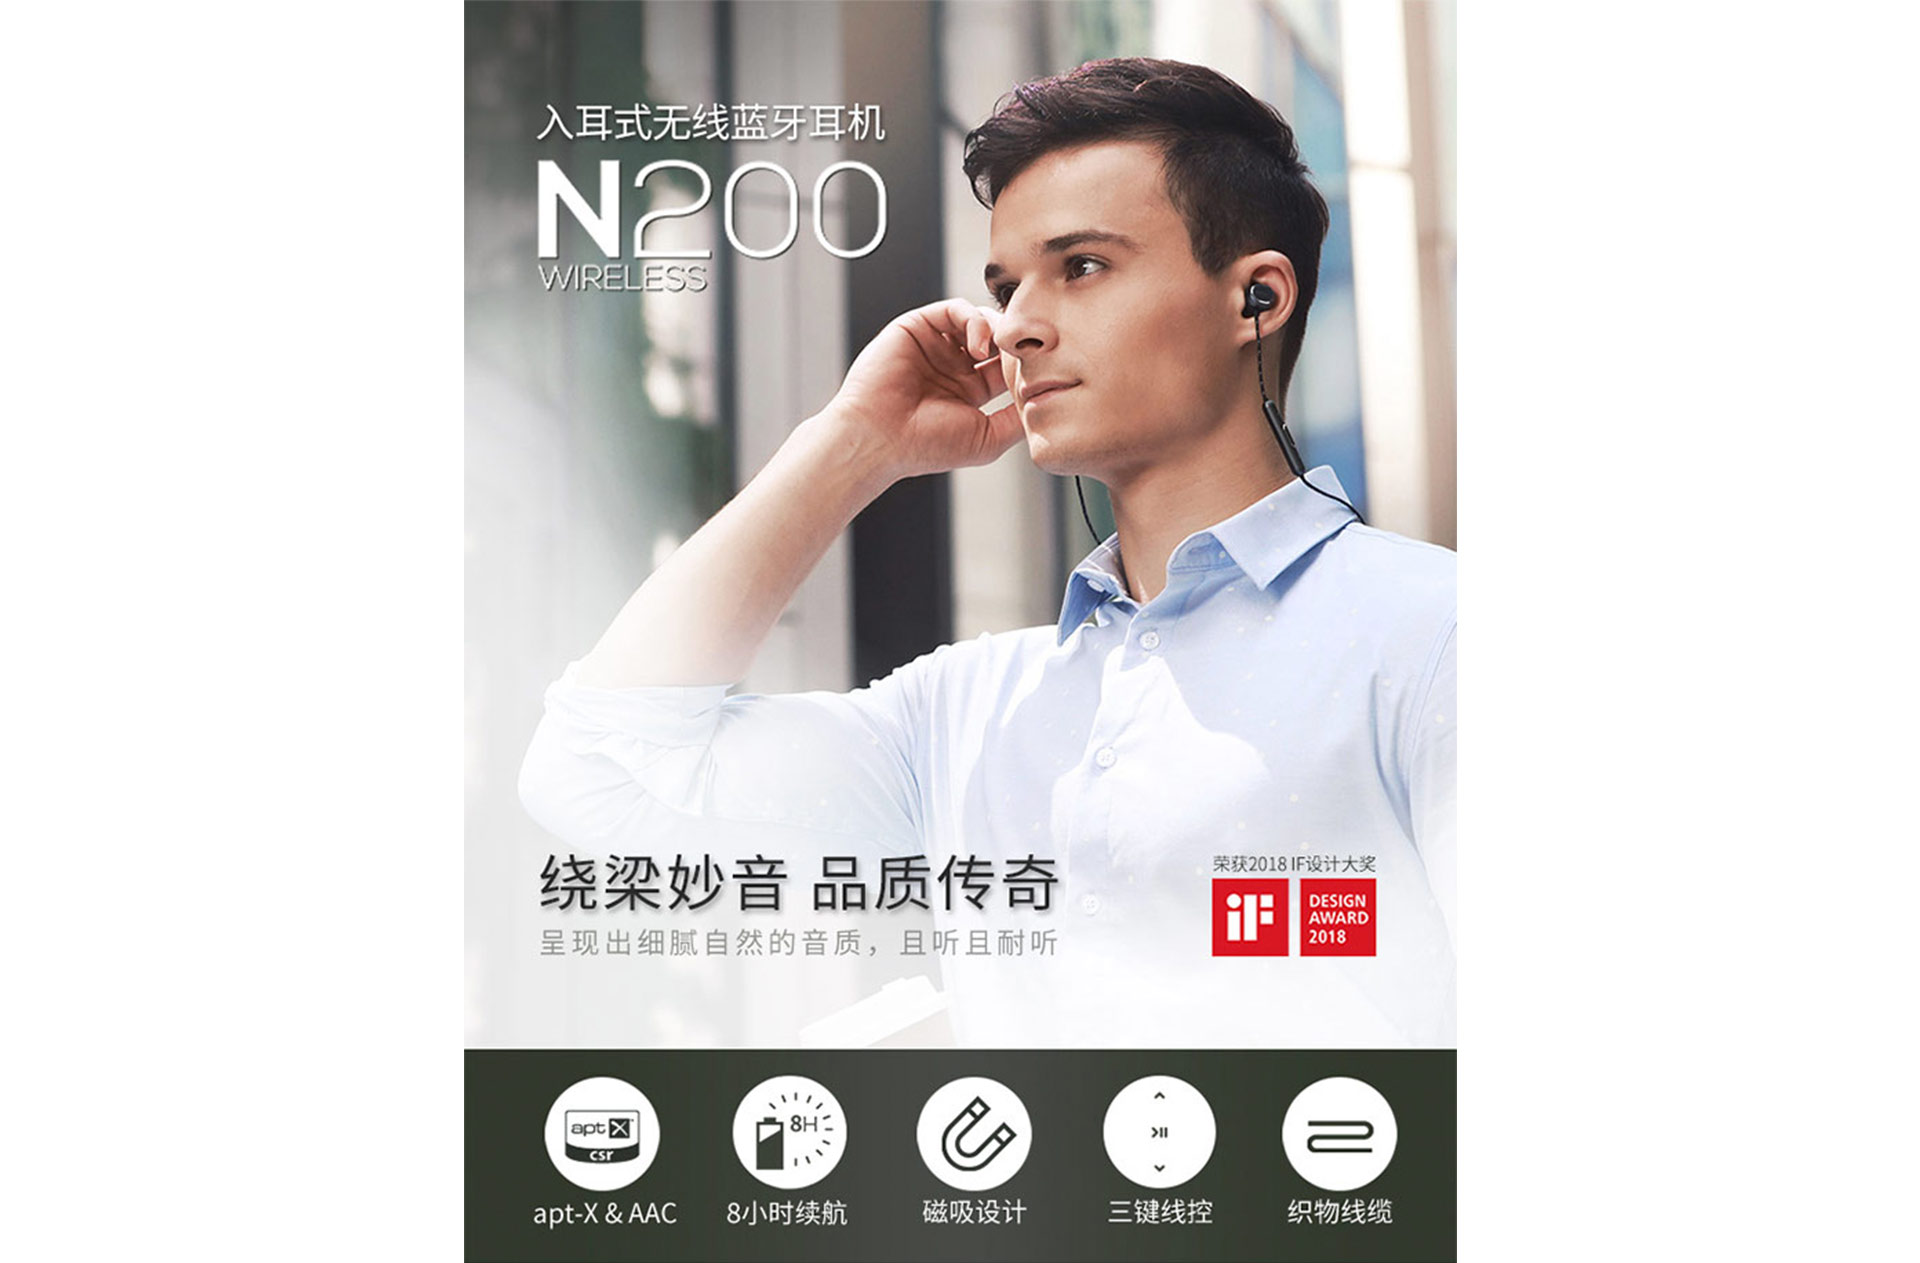 入耳式无线蓝牙耳机
N200
WIRELESS
绕梁妙音 品质传奇
呈现出细腻自然的音质，且听且耐听
荣获2018 IF设计大奖
iF
DESIGN
AWARD
2018
aptX
csr
8H
apt-X & AAC
8小时续航
磁吸设计
三键线控
织物线缆